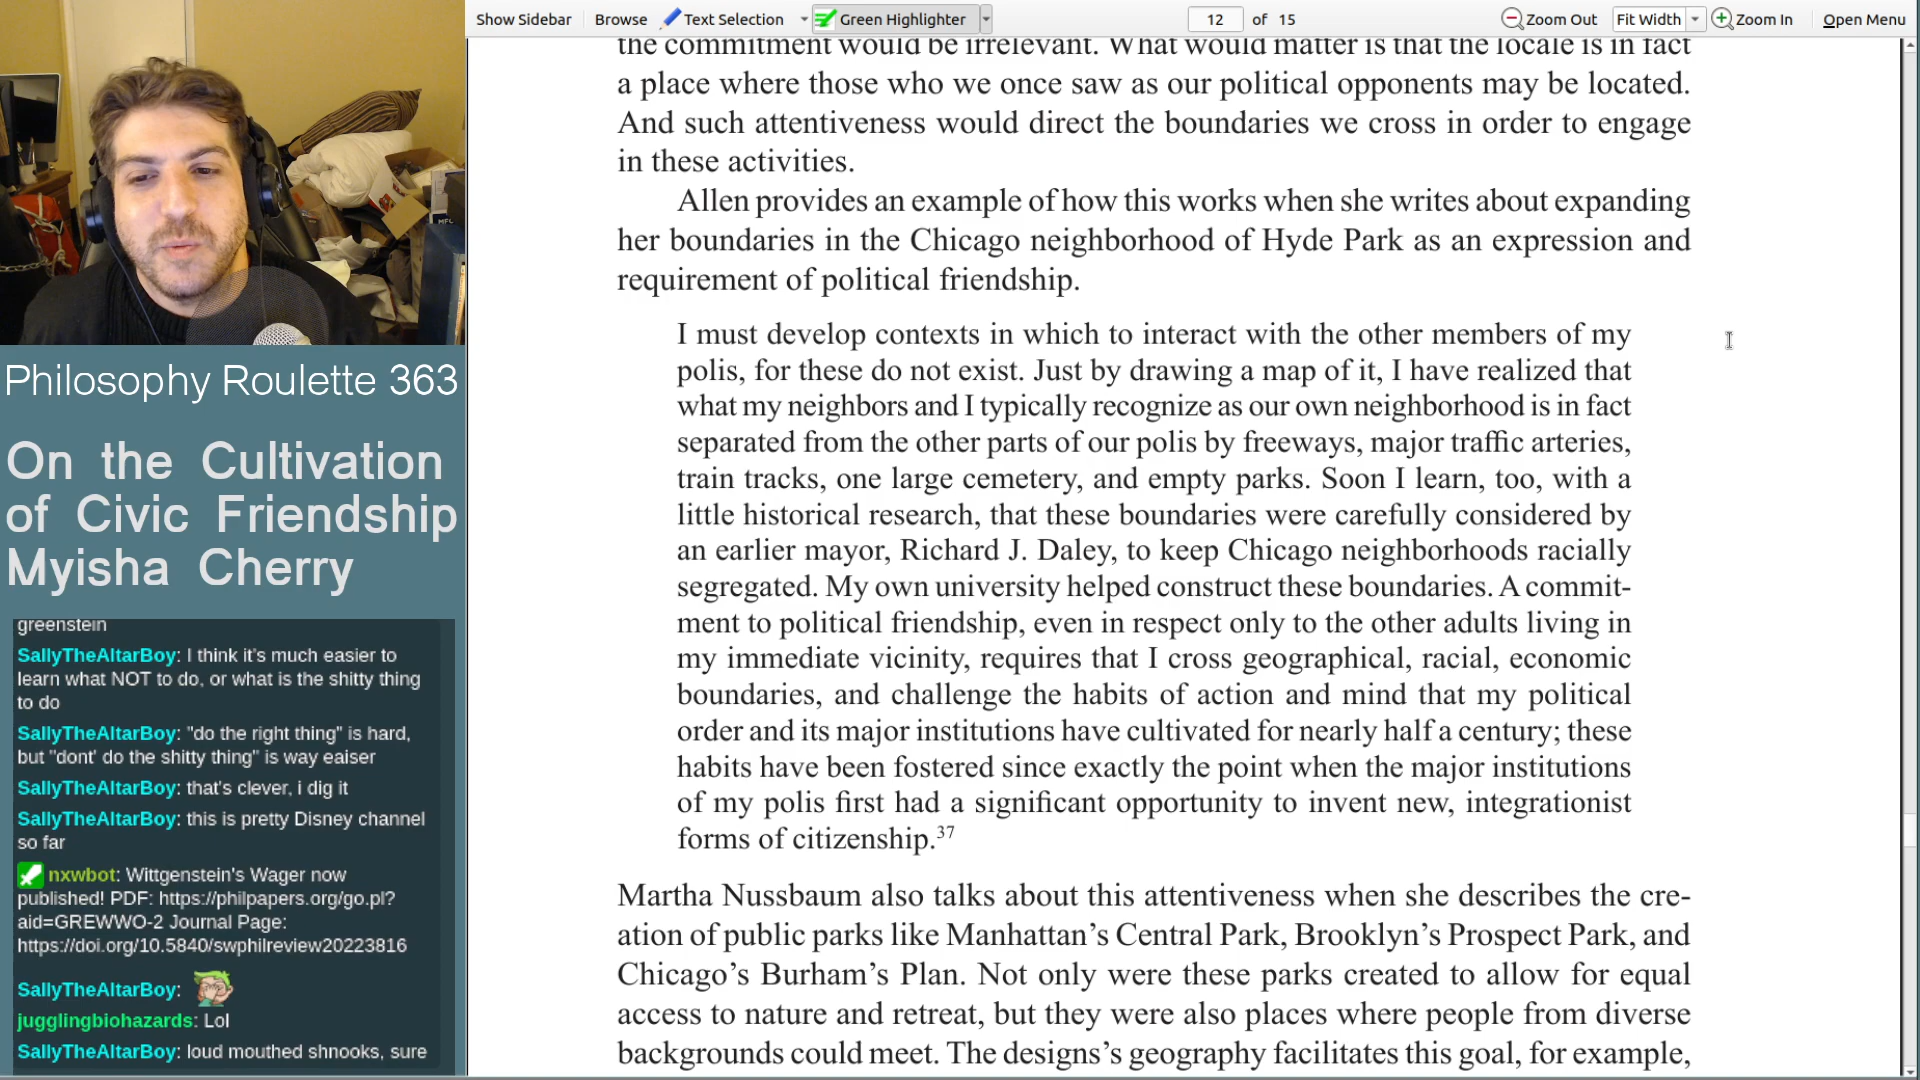 Show Sidebar Browse Text Selection Green Highlighter 12 of 15 Zoom Out Fit Width Zoom In Open Menu
the commitment would be irrelevant. What would matter is that the locale is in fact
a place where those who we once saw as our political opponents may be located.
And such attentiveness would direct the boundaries we cross in order to engage
in these activities.
Allen provides an example of how this works when she writes about expanding
her boundaries in the Chicago neighborhood of Hyde Park as an expression and
requirement of political friendship.
I must develop contexts in which to interact with the other members of my
polis, for these do not exist. Just by drawing a map of it, I have realized that
what my neighbors and I typically recognize as our own neighborhood is in fact
separated from the other parts of our polis by freeways, major traffic arteries,
train tracks, one large cemetery, and empty parks. Soon I learn, too, with a
little historical research, that these boundaries were carefully considered by
an earlier mayor, Richard J. Daley, to keep Chicago neighborhoods racially
segregated. My own university helped construct these boundaries. A commit-
ment to political friendship, even in respect only to the other adults living in
my immediate vicinity, requires that I cross geographical, racial, economic
boundaries, and challenge the habits of action and mind that my political
order and its major institutions have cultivated for nearly half a century; these
habits have been fostered since exactly the point when the major institutions
of my polis first had a significant opportunity to invent new, integrationist
forms of citizenship.37
Martha Nussbaum also talks about this attentiveness when she describes the cre-
ation of public parks like Manhattan's Central Park, Brooklyn's Prospect Park, and
Chicago's Burham's Plan. Not only were these parks created to allow for equal
access to nature and retreat, but they were also places where people from diverse
backgrounds could meet. The designs's geography facilitates this goal, for example,
Philosophy Roulette 363
On the Cultivation
of Civic Friendship
Myisha Cherry
greenstein
SallyTheAltarBoy: I think it's much easier to
learn what NOT to do, or what is the shitty thing
to do
SallyTheAltarBoy: "do the right thing" is hard,
but "dont' do the shitty thing" is way eaiser
SallyTheAltarBoy: that's clever, i dig it
SallyTheAltarBoy: this is pretty Disney channel
so far
nxwbot: Wittgenstein's Wager now
published! PDF: https://philpapers.org/go.pl?
aid=GREWWO-2 Journal Page:
https://doi.org/10.5840/swphilreview20223816
SallyTheAltarBoy:
jugglingbiohazards: Lol
SallyTheAltarBoy: loud mouthed shnooks, sure